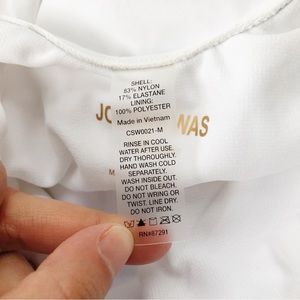 SHELL:
83% NYLON
17% ELASTANE
LINING:
100% POLYESTER
Made in Vietnam
CSW0021-M
RINSE IN COOL
WATER AFTER USE.
DRY THOROUGHLY.
HAND WASH COLD
SEPARATELY.
WASH INSIDE OUT.
DO NOT BLEACH.
DO NOT WRING OR
TWIST. LINE DRY.
DO NOT IRON.
RN#87291